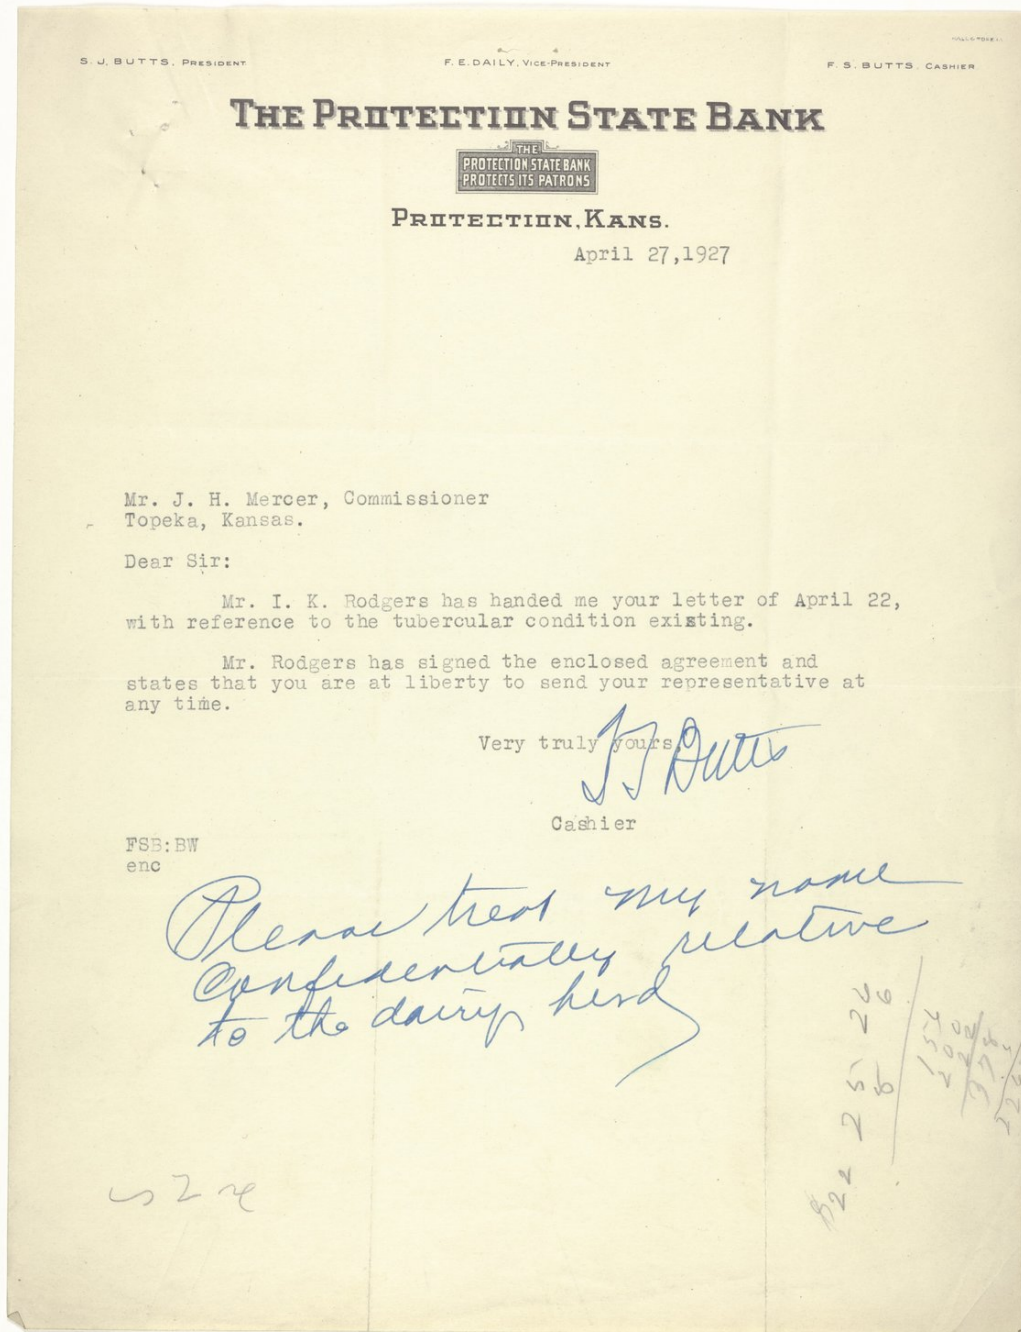 S. J. BUTTS, PRESIDENT
F. E. DAILY, VICE-PRESIDENT
F. S. BUTTS, CASHIER
THE PROTECTION STATE BANK
THE
PROTECTION STATE BANK
PROTECTS ITS PATRONS
PROTECTION, KANS.
April 27,1927
Mr. J. H. Mercer, Commissioner
Topeka, Kansas.
Dear Sir:
Mr. I. K. Rodgers has handed me your letter of April 22,
with reference to the tubercular condition existing.
Mr. Rodgers has signed the enclosed agreement and
states that you are at liberty to send your representative at
any time.
Very truly yours,
Butts
Cashier
FSB:BW
enc
Please treat my name
confidentially relative
to the dairy herd